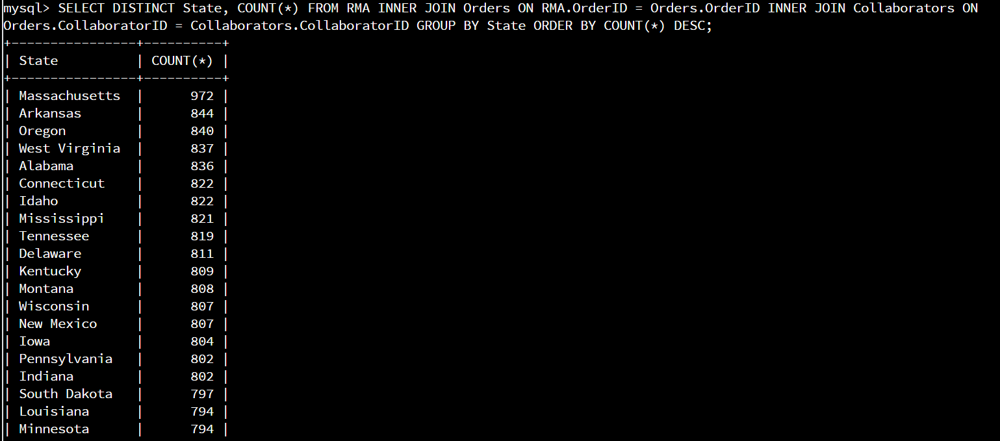 mysql> SELECT DISTINCT State, COUNT(*) FROM RMA INNER JOIN Orders ON RMA.OrderID = Orders.OrderID INNER JOIN Collaborators ON
Orders.CollaboratorID = Collaborators.CollaboratorID GROUP BY State ORDER BY COUNT(*) DESC;
+----------------+----------+
| State          | COUNT(*) |
+----------------+----------+
| Massachusetts  |      972 |
| Arkansas       |      844 |
| Oregon         |      840 |
| West Virginia  |      837 |
| Alabama        |      836 |
| Connecticut    |      822 |
| Idaho          |      822 |
| Mississippi    |      821 |
| Tennessee      |      819 |
| Delaware       |      811 |
| Kentucky       |      809 |
| Montana        |      808 |
| Wisconsin      |      807 |
| New Mexico     |      807 |
| Iowa           |      804 |
| Pennsylvania   |      802 |
| Indiana        |      802 |
| South Dakota   |      797 |
| Louisiana      |      794 |
| Minnesota      |      794 |